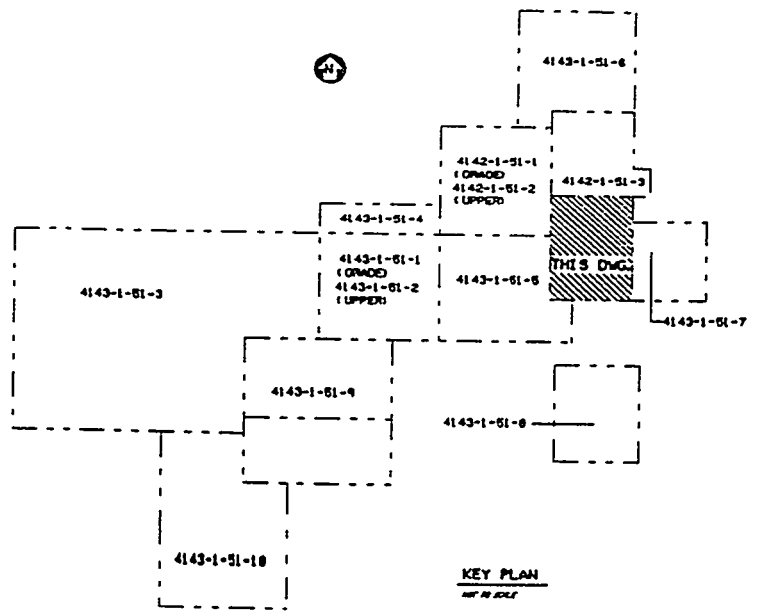 4143-1-51-6
N
4142-1-51-1
(GRADE)
4142-1-51-2
(UPPER)
4142-1-51-3
4143-1-51-4
4143-1-51-1
(GRADE)
4143-1-51-2
(UPPER)
4143-1-51-5
THIS DWG.
4143-1-51-3
4143-1-51-7
4143-1-51-9
4143-1-51-8
4143-1-51-10
KEY PLAN
NOT TO SCALE